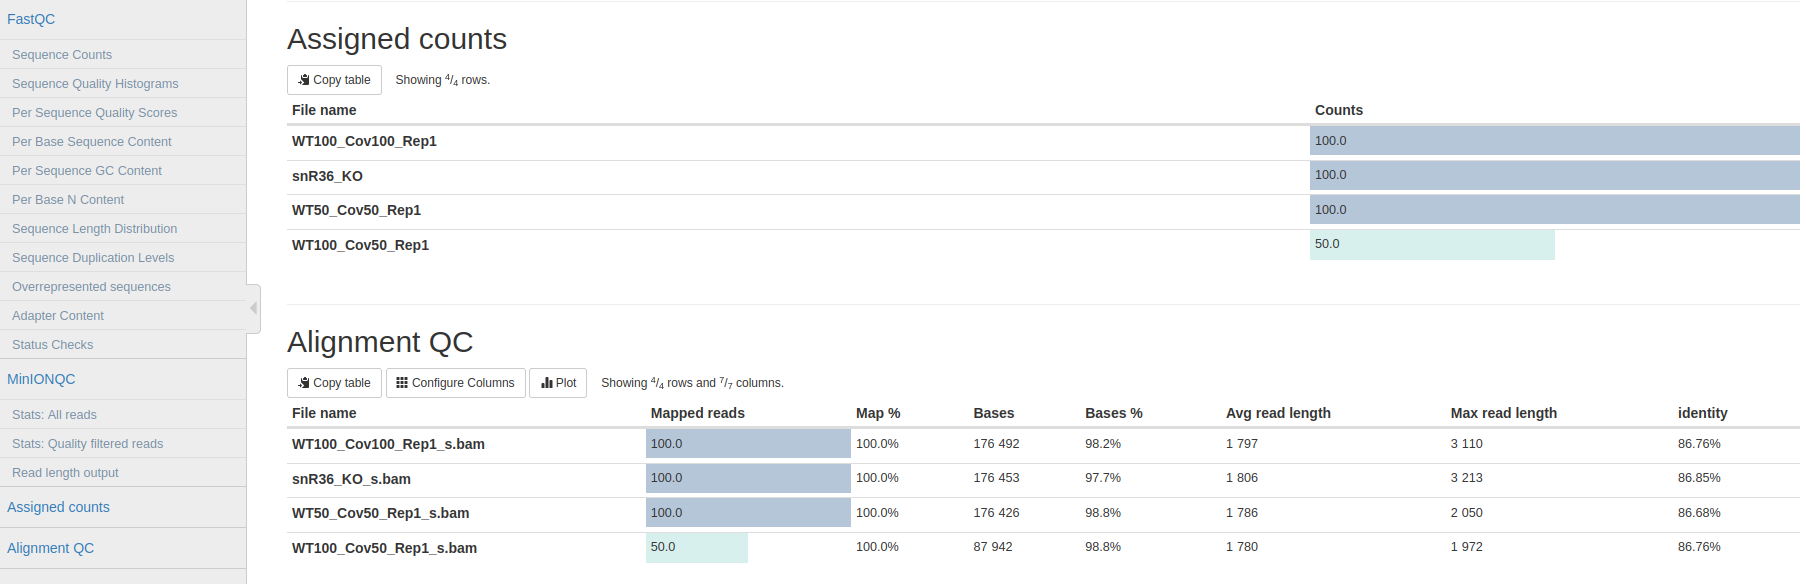 FastQC
Sequence Counts
Sequence Quality Histograms
Per Sequence Quality Scores
Per Base Sequence Content
Per Sequence GC Content
Per Base N Content
Sequence Length Distribution
Sequence Duplication Levels
Overrepresented sequences
Adapter Content
Status Checks
MinIONQC
Stats: All reads
Stats: Quality filtered reads
Read length output
Assigned counts
Alignment QC
Assigned counts
Copy table Showing 4/4 rows.
File name Counts
WT100_Cov100_Rep1 100.0
snR36_KO 100.0
WT50_Cov50_Rep1 100.0
WT100_Cov50_Rep1 50.0
Alignment QC
Copy table Configure Columns Plot Showing 4/4 rows and 7/7 columns.
File name Mapped reads Map % Bases Bases % Avg read length Max read length identity
WT100_Cov100_Rep1_s.bam 100.0 100.0% 176 492 98.2% 1 797 3 110 86.76%
snR36_KO_s.bam 100.0 100.0% 176 453 97.7% 1 806 3 213 86.85%
WT50_Cov50_Rep1_s.bam 100.0 100.0% 176 426 98.8% 1 786 2 050 86.68%
WT100_Cov50_Rep1_s.bam 50.0 100.0% 87 942 98.8% 1 780 1 972 86.76%